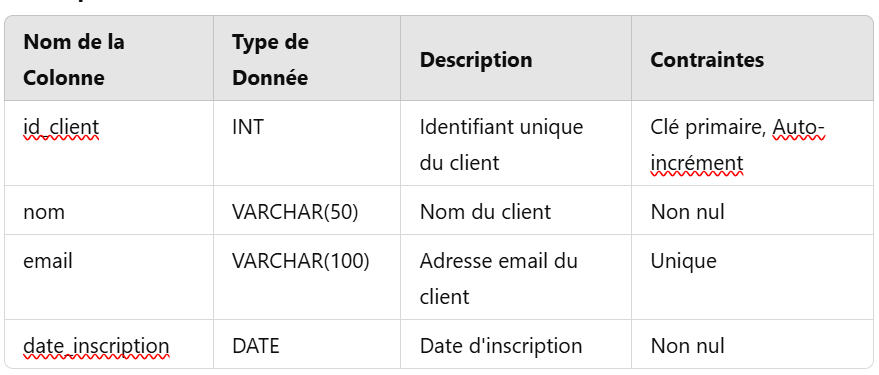 Nom de la Colonne | Type de Donnée | Description | Contraintes
id_client | INT | Identifiant unique du client | Clé primaire, Auto-incrément
nom | VARCHAR(50) | Nom du client | Non nul
email | VARCHAR(100) | Adresse email du client | Unique
date_inscription | DATE | Date d'inscription | Non nul